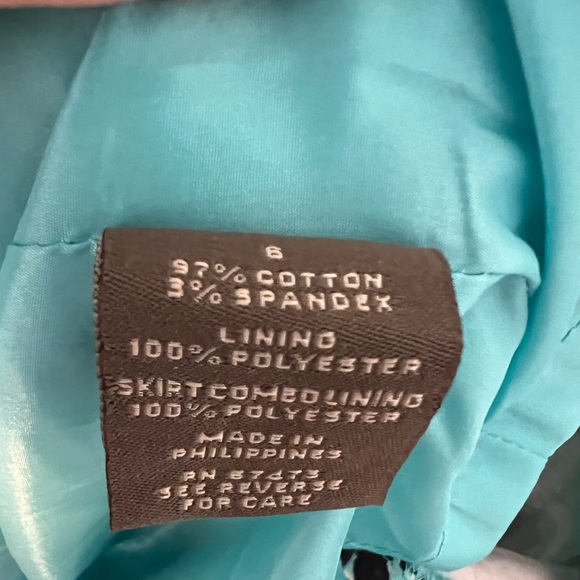 6
97% COTTON
3% SPANDEX
LINING
100% POLYESTER
SKIRT COMBO LINING
100% POLYESTER
MADE IN
PHILIPPINES
RN 67473
SEE REVERSE
FOR CARE